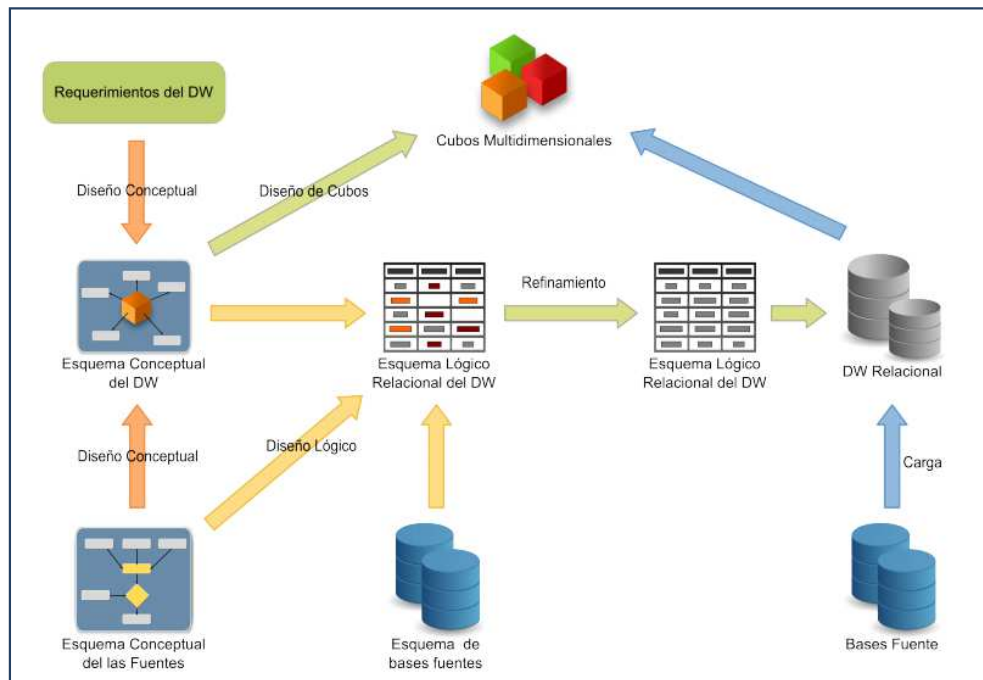 Requerimientos del DW
Cubos Multidimensionales
Diseño Conceptual
Diseño de Cubos
Refinamiento
Esquema Conceptual
del DW
Esquema Lógico
Relacional del DW
Esquema Lógico
Relacional del DW
DW Relacional
Diseño Conceptual
Diseño Lógico
Carga
Esquema Conceptual
del las Fuentes
Esquema de
bases fuentes
Bases Fuente